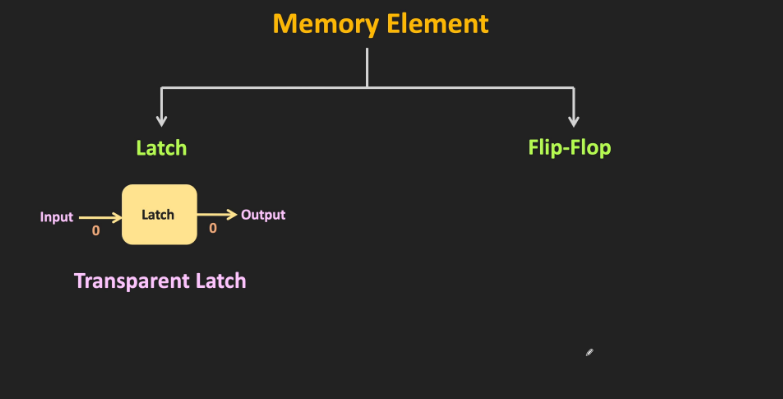 Memory Element
Latch
Flip-Flop
Input
0
Latch
0
Output
Transparent Latch